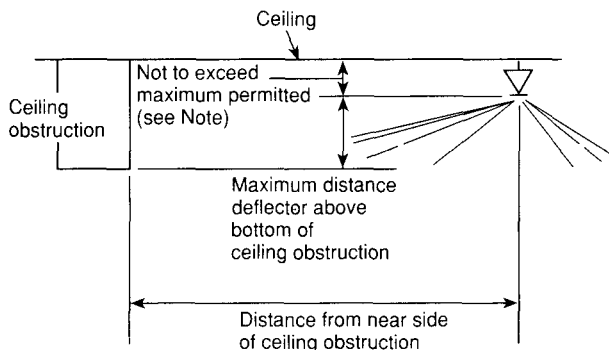 Ceiling
Not to exceed
maximum permitted
(see Note)
Ceiling
obstruction
Maximum distance
deflector above
bottom of
ceiling obstruction
Distance from near side
of ceiling obstruction